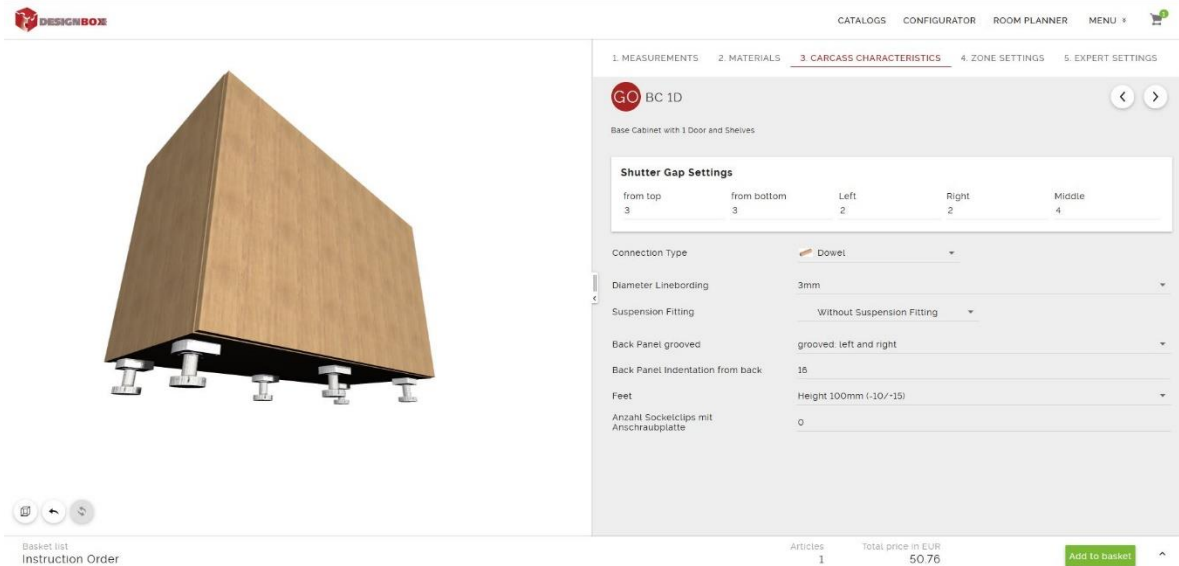 DESIGNBOX
CATALOGS CONFIGURATOR ROOM PLANNER MENU 1
1. MEASUREMENTS 2. MATERIALS 3. CARCASS CHARACTERISTICS 4. ZONE SETTINGS 5. EXPERT SETTINGS
GO BC 1D
Base Cabinet with 1 Door and Shelves
Shutter Gap Settings
from top from bottom Left Right Middle
3 3 2 2 4
Connection Type Dowel
Diameter Linebording 3mm
Suspension Fitting Without Suspension Fitting
Back Panel grooved grooved: left and right
Back Panel Indentation from back 16
Feet Height 100mm (-10/+15)
Anzahl Sockelclips mit
Anschraubplatte 0
Basket list Articles Total price in EUR
Instruction Order 1 50.76 Add to basket